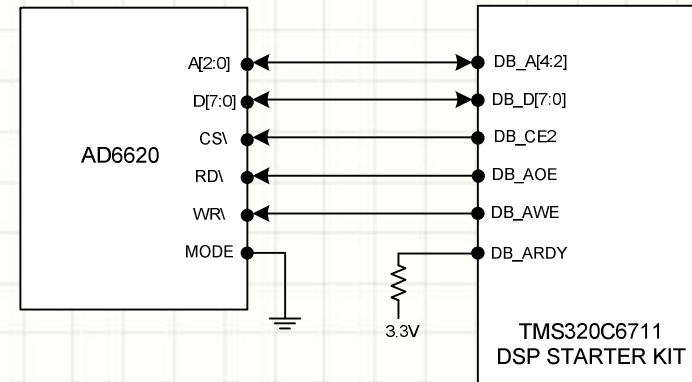 A[2:0]
DB_A[4:2]
D[7:0]
DB_D[7:0]
CS\
DB_CE2
AD6620
RD\
DB_AOE
WR\
DB_AWE
MODE
DB_ARDY
3.3V
TMS320C6711
DSP STARTER KIT